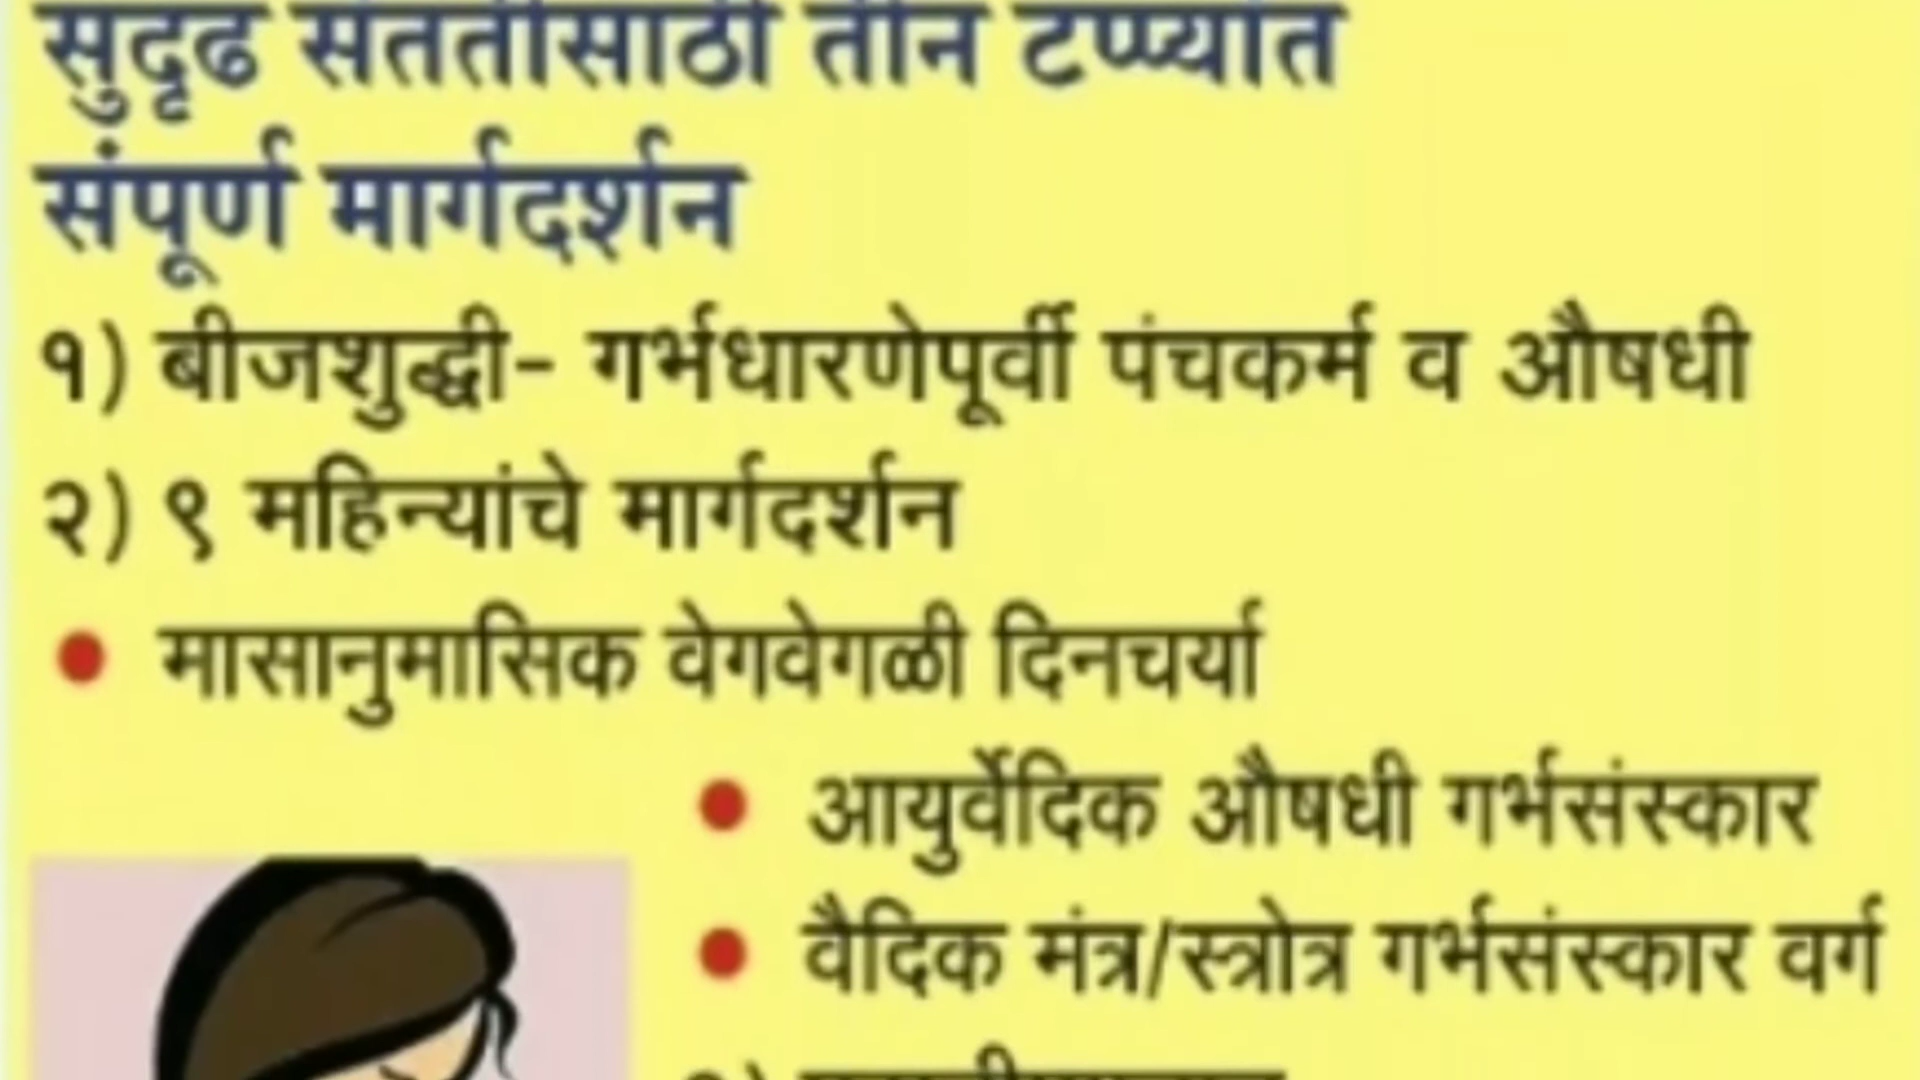 सुदृढ संततीसाठी तीन टप्प्यांत
संपूर्ण मार्गदर्शन
१) बीजशुद्धी- गर्भधारणेपूर्वी पंचकर्म व औषधी
२) ९ महिन्यांचे मार्गदर्शन
• मासानुमासिक वेगवेगळी दिनचर्या
• आयुर्वेदिक औषधी गर्भसंस्कार
• वैदिक मंत्र/स्त्रोत्र गर्भसंस्कार वर्ग